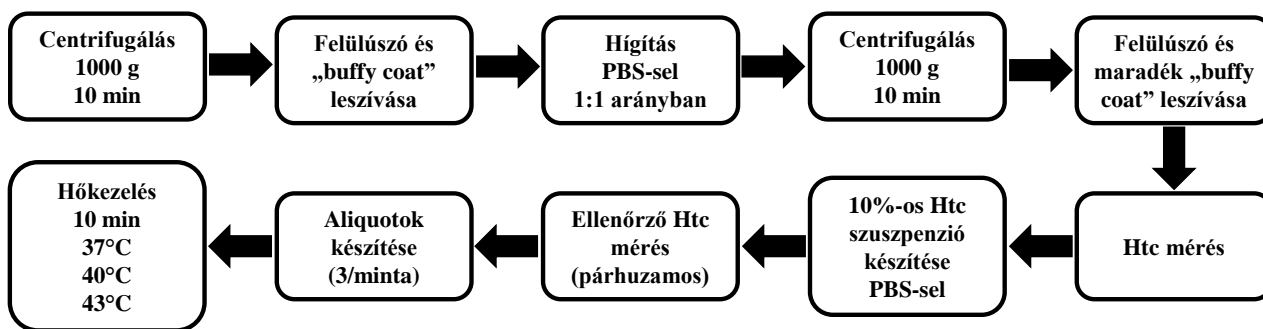 Centrifugálás
1000 g
10 min
Felülúszó és
„buffy coat”
leszívása
Hígítás
PBS-sel
1:1 arányban
Centrifugálás
1000 g
10 min
Felülúszó és
maradék „buffy
coat” leszívása
Htc mérés
10%-os Htc
szuszpenzió
készítése
PBS-sel
Ellenőrző Htc
mérés
(párhuzamos)
Aliquotok
készítése
(3/minta)
Hőkezelés
10 min
37°C
40°C
43°C